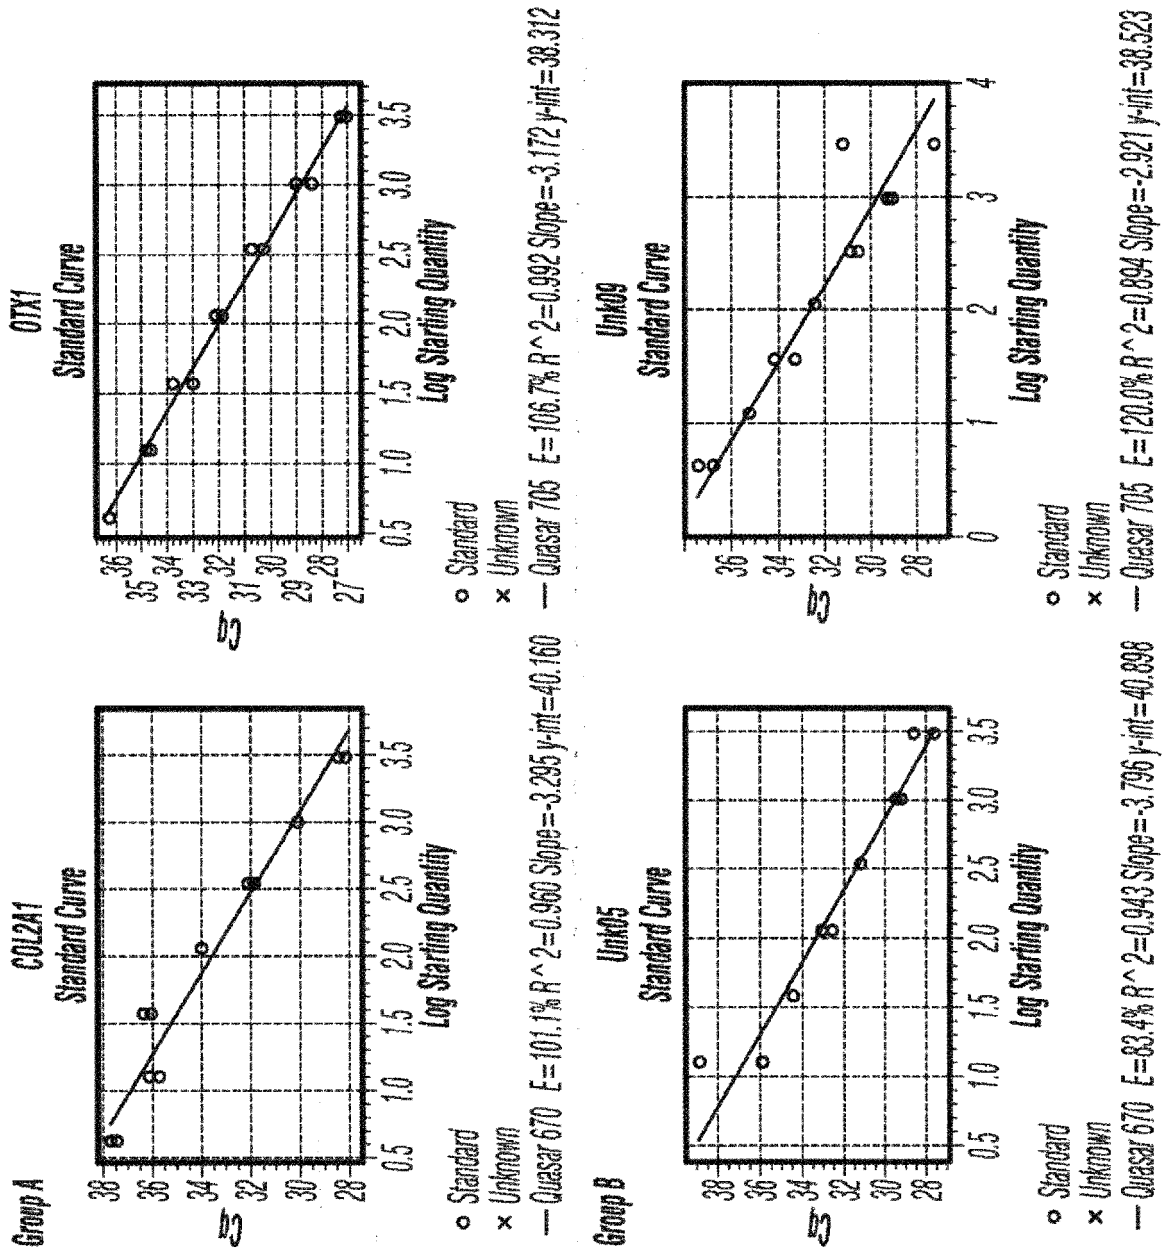 Group A
COL2A1
Standard Curve
Cq
38
36
34
32
30
28
0.5 1.0 1.5 2.0 2.5 3.0 3.5
Log Starting Quantity
Standard
Unknown
Quasar 670 E=101.1% R^2=0.960 Slope=-3.295 y-int=40.160
OTX1
Standard Curve
Cq
36
35
34
33
32
31
30
29
28
27
0.5 1.0 1.5 2.0 2.5 3.0 3.5
Log Starting Quantity
Standard
Unknown
Quasar 705 E=106.7% R^2=0.992 Slope=-3.172 y-int=38.312
Group B
Unk05
Standard Curve
Cq
38
36
34
32
30
28
0.5 1.0 1.5 2.0 2.5 3.0 3.5
Log Starting Quantity
Standard
Unknown
Quasar 670 E=83.4% R^2=0.943 Slope=-3.796 y-int=40.898
Unk09
Standard Curve
Cq
36
34
32
30
28
0 1 2 3 4
Log Starting Quantity
Standard
Unknown
Quasar 705 E=120.0% R^2=0.894 Slope=-2.921 y-int=38.523